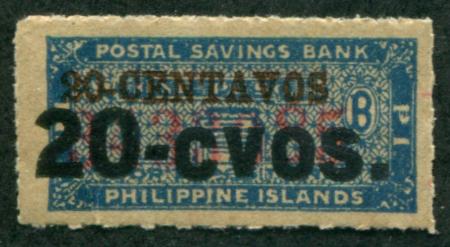 POSTAL SAVINGS BANK
20-CENTAVOS
B
P I
20-cvos.
PHILIPPINE ISLANDS